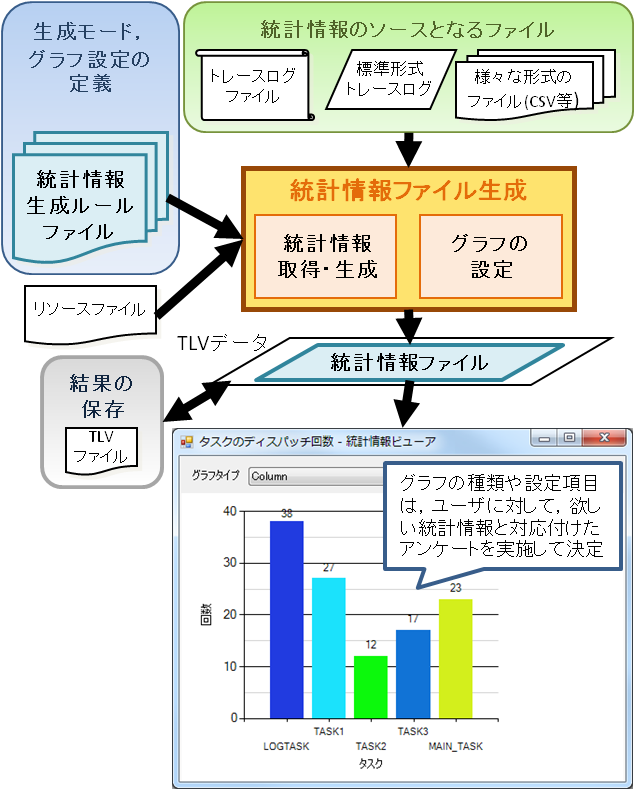 生成モード，
グラフ設定の
定義
統計情報
生成ルール
ファイル
統計情報のソースとなるファイル
トレースログ
ファイル
標準形式
トレースログ
様々な形式の
ファイル(CSV等)
統計情報ファイル生成
統計情報
取得・生成
グラフの
設定
リソースファイル
TLVデータ
統計情報ファイル
結果の
保存
TLV
ファイル
タスクのディスパッチ回数 - 統計情報ビューア
グラフタイプ
Column
グラフの種類や設定項目
は，ユーザに対して，欲し
い統計情報と対応付けた
アンケートを実施して決定
40
30
20
10
0
回数
38
27
12
17
23
TASK1
TASK3
LOGTASK
TASK2
MAIN_TASK
タスク